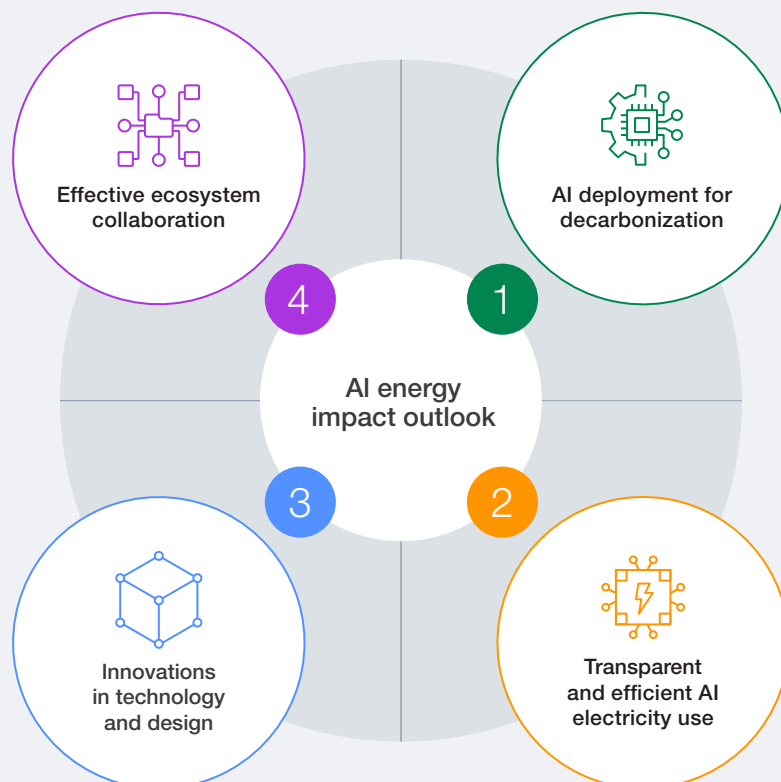 Effective ecosystem
collaboration
AI deployment for
decarbonization
4
1
AI energy
impact outlook
3
2
Innovations
in technology
and design
Transparent
and efficient AI
electricity use